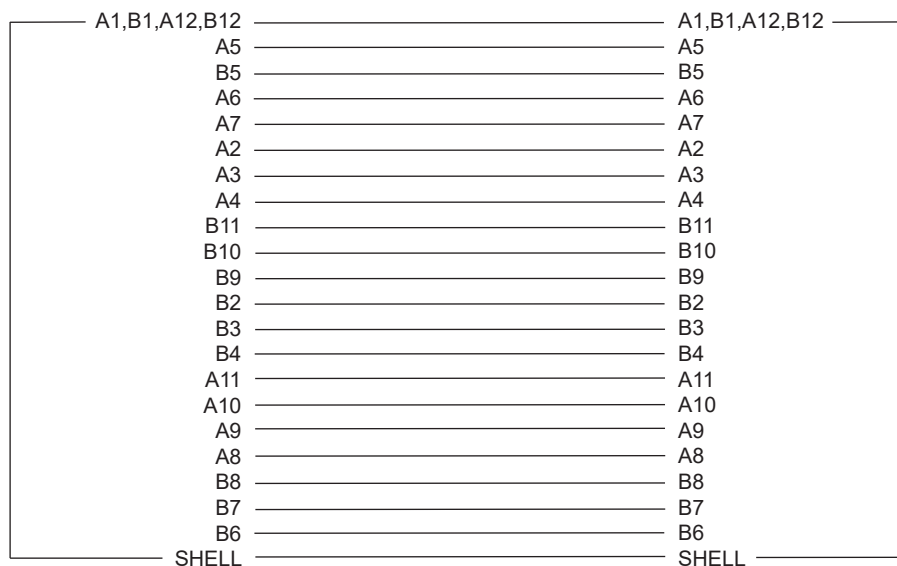 A1,B1,A12,B12 A1,B1,A12,B12
A5 A5
B5 B5
A6 A6
A7 A7
A2 A2
A3 A3
A4 A4
B11 B11
B10 B10
B9 B9
B2 B2
B3 B3
B4 B4
A11 A11
A10 A10
A9 A9
A8 A8
B8 B8
B7 B7
B6 B6
SHELL SHELL